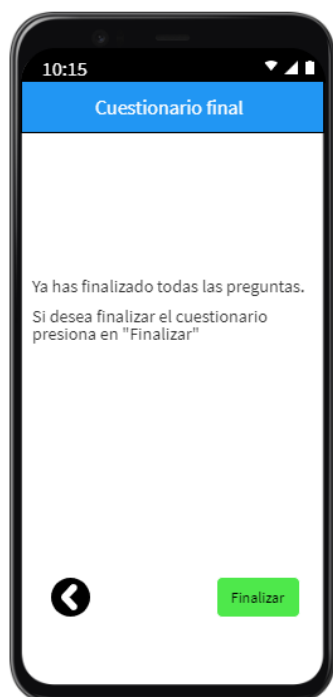 10:15
Cuestionario final
Ya has finalizado todas las preguntas.
Si desea finalizar el cuestionario
presiona en "Finalizar"
Finalizar